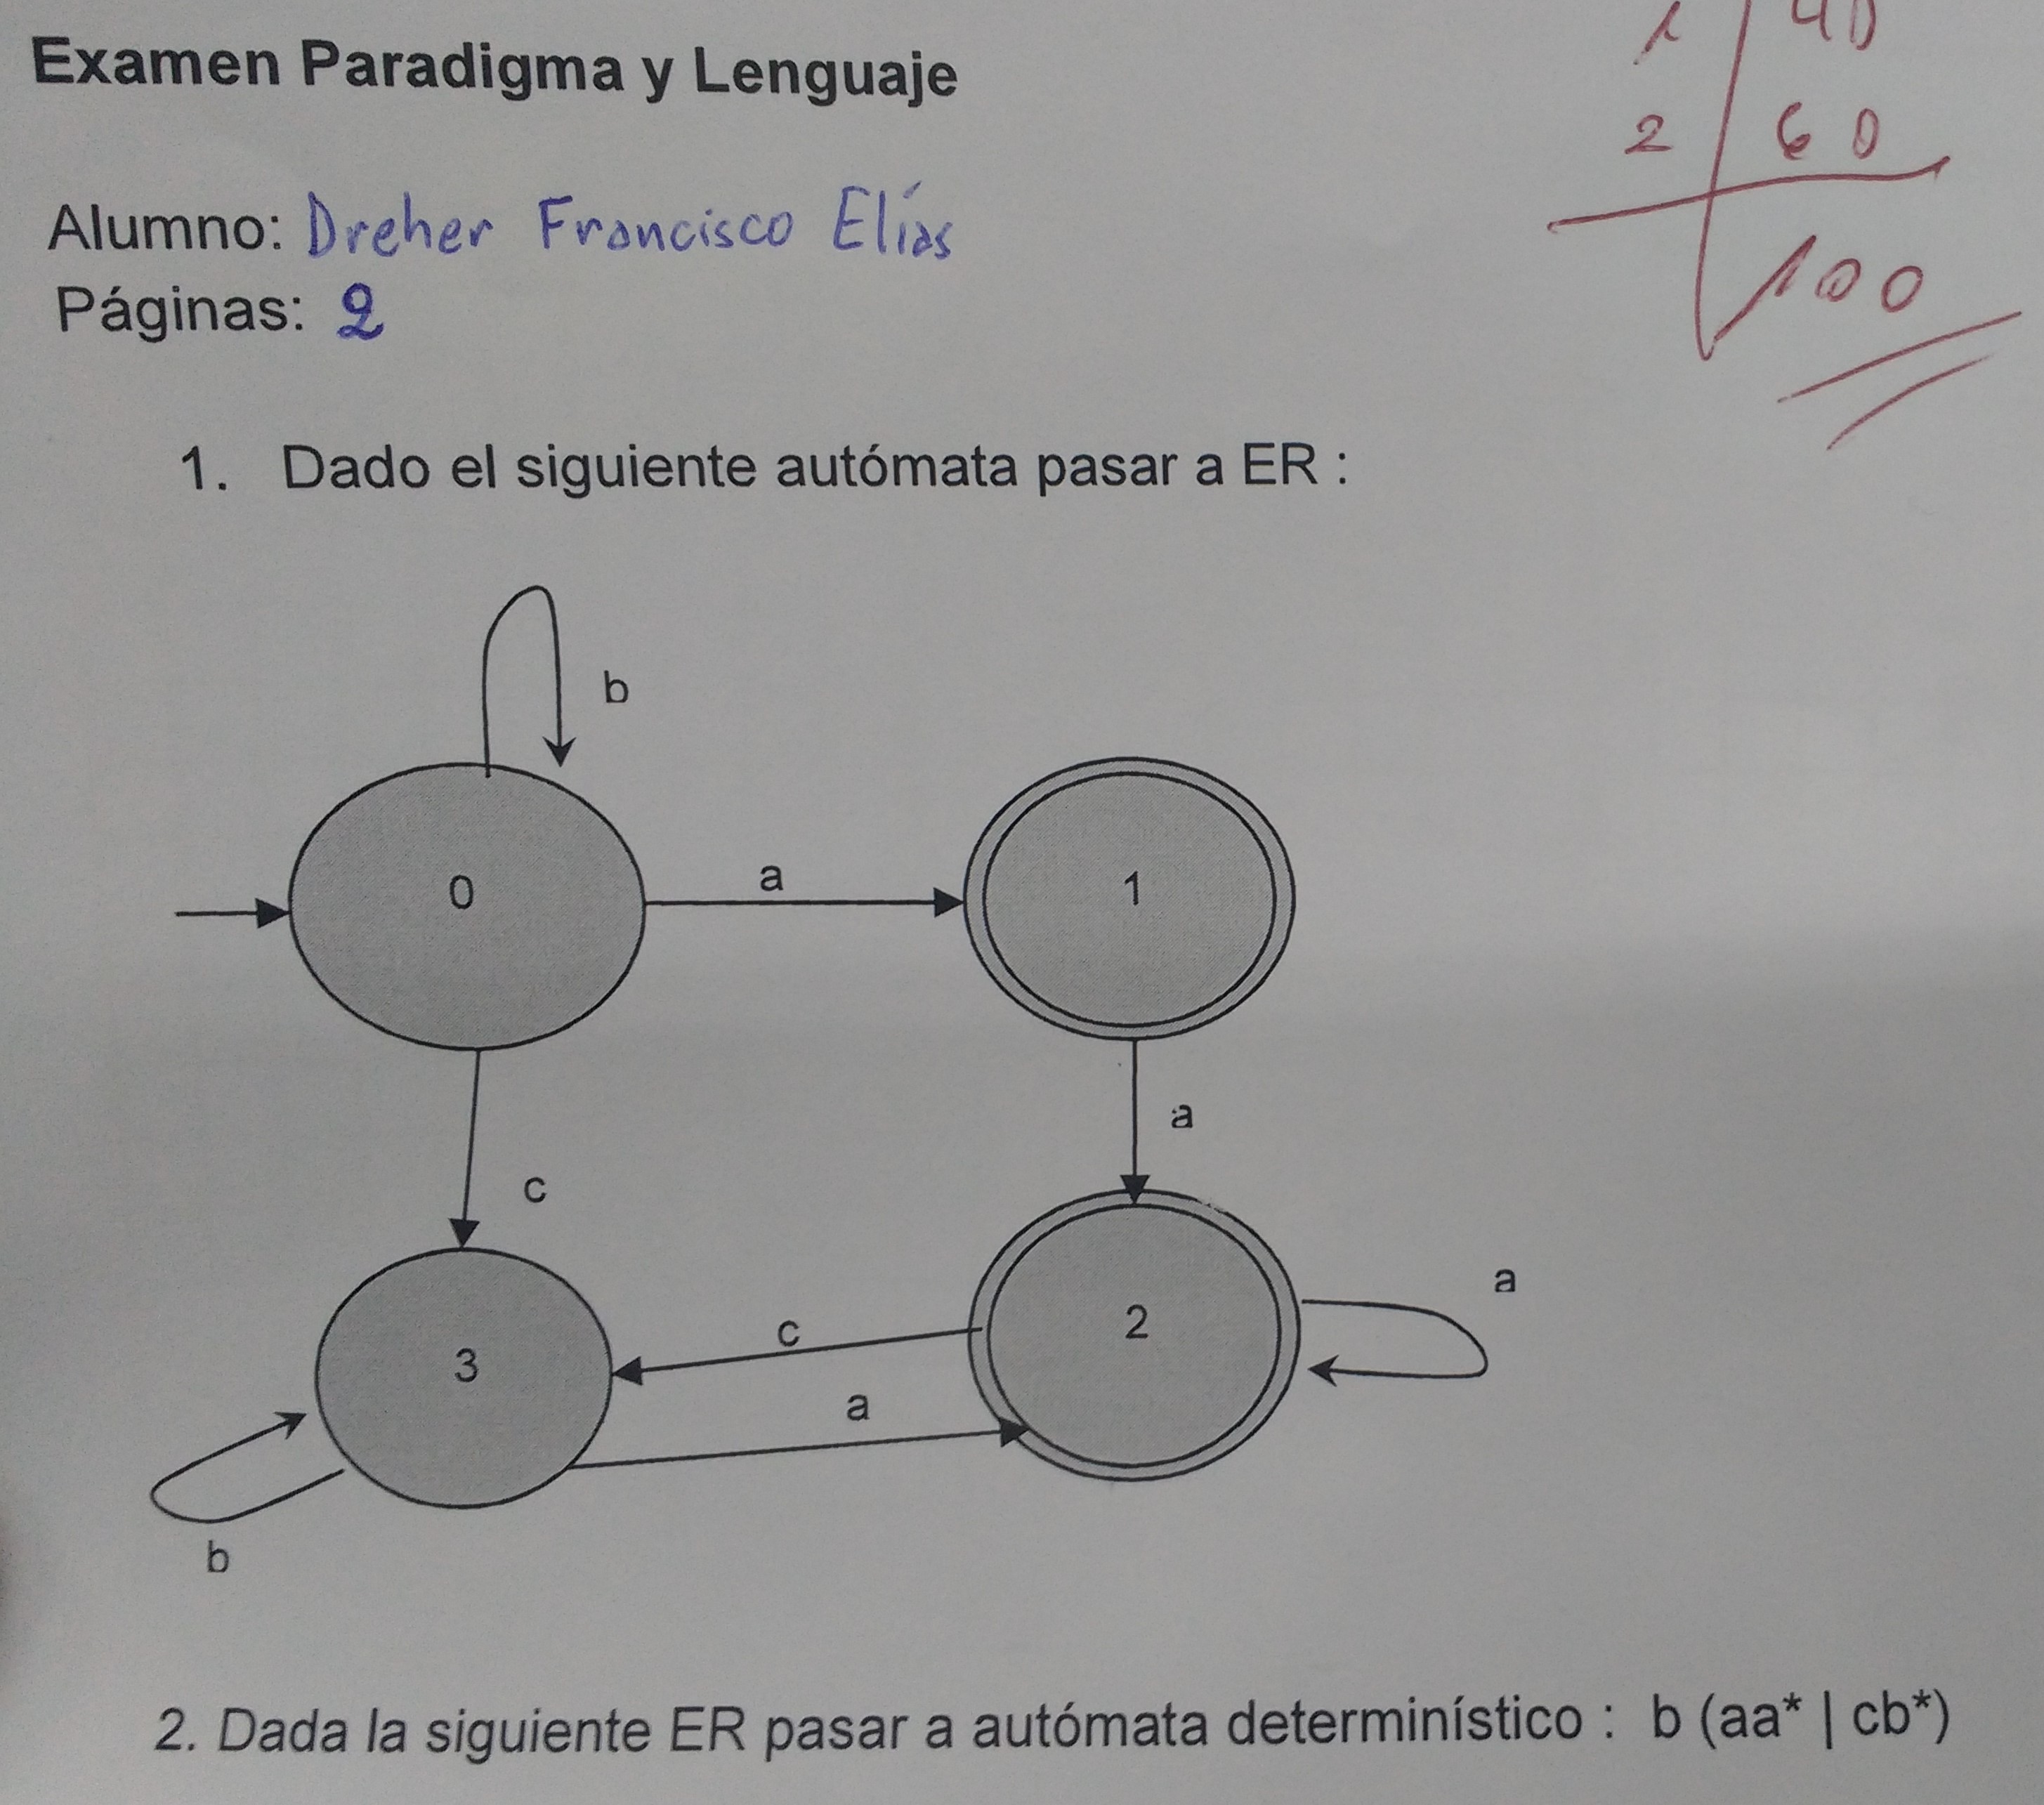 Examen Paradigma y Lenguaje
1 | 40
2 | 60
100
Alumno: Dreher Francisco Elías
Páginas: 2
1. Dado el siguiente autómata pasar a ER :
b
0
a
1
a
c
a
2
c
3
a
b
2. Dada la siguiente ER pasar a autómata determinístico : b (aa* | cb*)